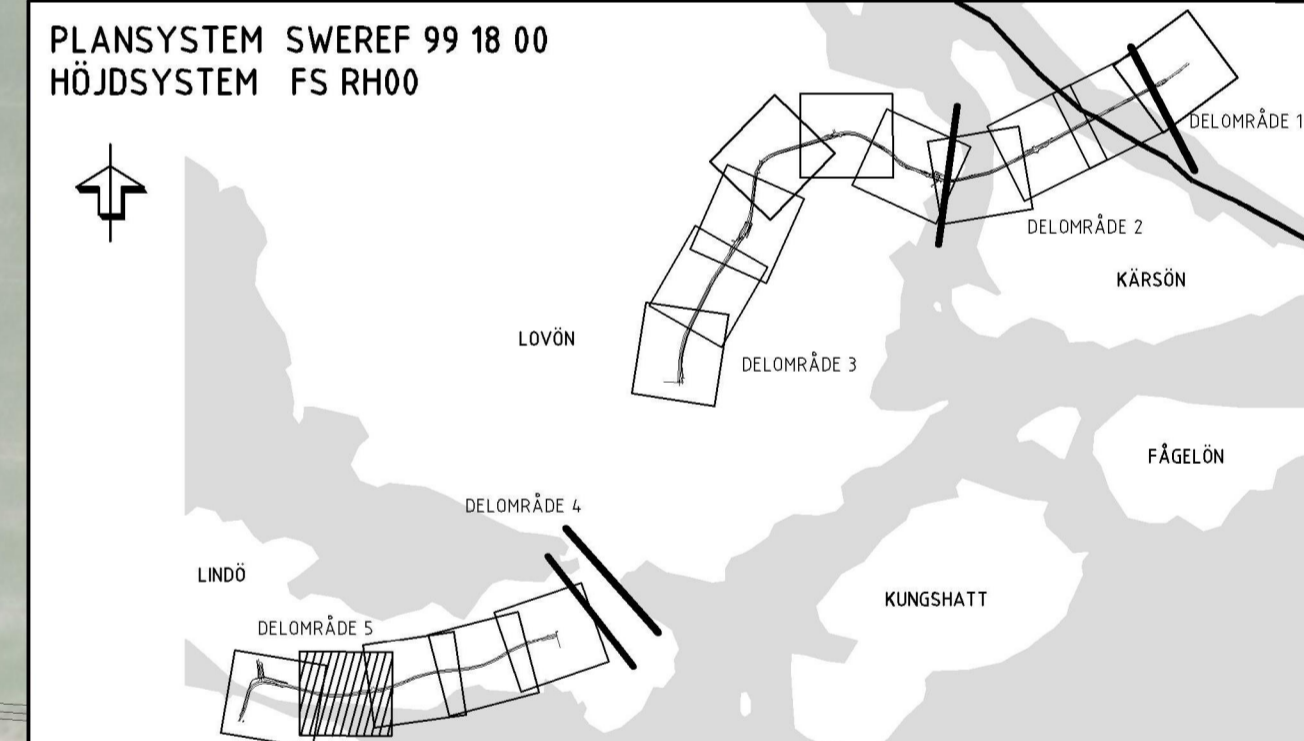 PLANSYSTEM SWEREF 99 18 00
HÖJDSYSTEM FS RH00
DELOMRÅDE 1
DELOMRÅDE 2
KÄRSÖN
LOVÖN
DELOMRÅDE 3
FÅGELÖN
DELOMRÅDE 4
LINDÖ
KUNGSHATT
DELOMRÅDE 5